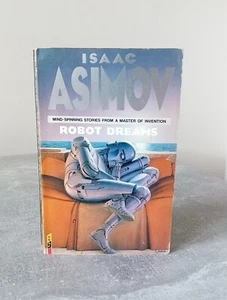 ISAAC
ASIMOV
MIND-SPINNING STORIES FROM A MASTER OF INVENTION
ROBOT DREAMS